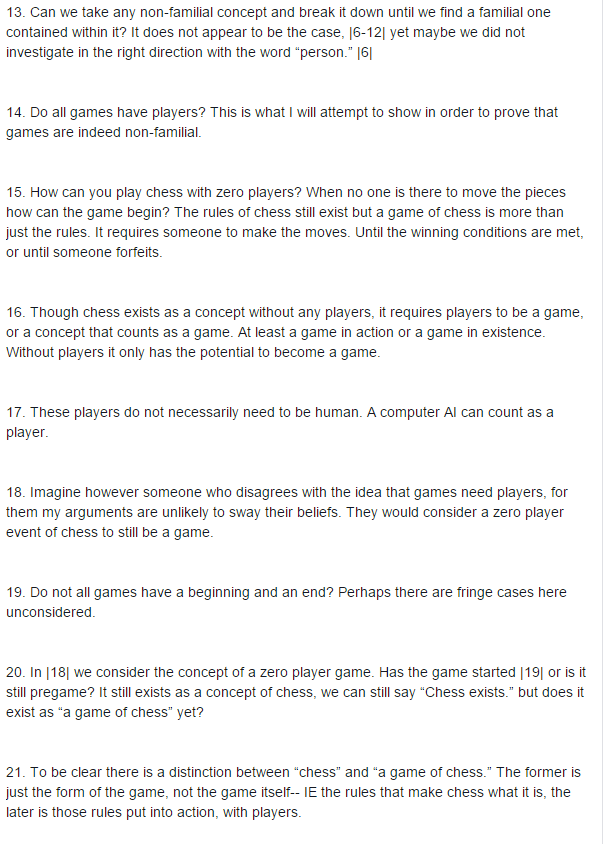 13. Can we take any non-familial concept and break it down until we find a familial one
contained within it? It does not appear to be the case, |6-12| yet maybe we did not
investigate in the right direction with the word “person.” |6|
14. Do all games have players? This is what I will attempt to show in order to prove that
games are indeed non-familial.
15. How can you play chess with zero players? When no one is there to move the pieces
how can the game begin? The rules of chess still exist but a game of chess is more than
just the rules. It requires someone to make the moves. Until the winning conditions are met,
or until someone forfeits.
16. Though chess exists as a concept without any players, it requires players to be a game,
or a concept that counts as a game. At least a game in action or a game in existence.
Without players it only has the potential to become a game.
17. These players do not necessarily need to be human. A computer AI can count as a
player.
18. Imagine however someone who disagrees with the idea that games need players, for
them my arguments are unlikely to sway their beliefs. They would consider a zero player
event of chess to still be a game.
19. Do not all games have a beginning and an end? Perhaps there are fringe cases here
unconsidered.
20. In |18| we consider the concept of a zero player game. Has the game started |19| or is it
still pregame? It still exists as a concept of chess, we can still say “Chess exists.” but does it
exist as “a game of chess” yet?
21. To be clear there is a distinction between “chess” and “a game of chess.” The former is
just the form of the game, not the game itself-- IE the rules that make chess what it is, the
later is those rules put into action, with players.